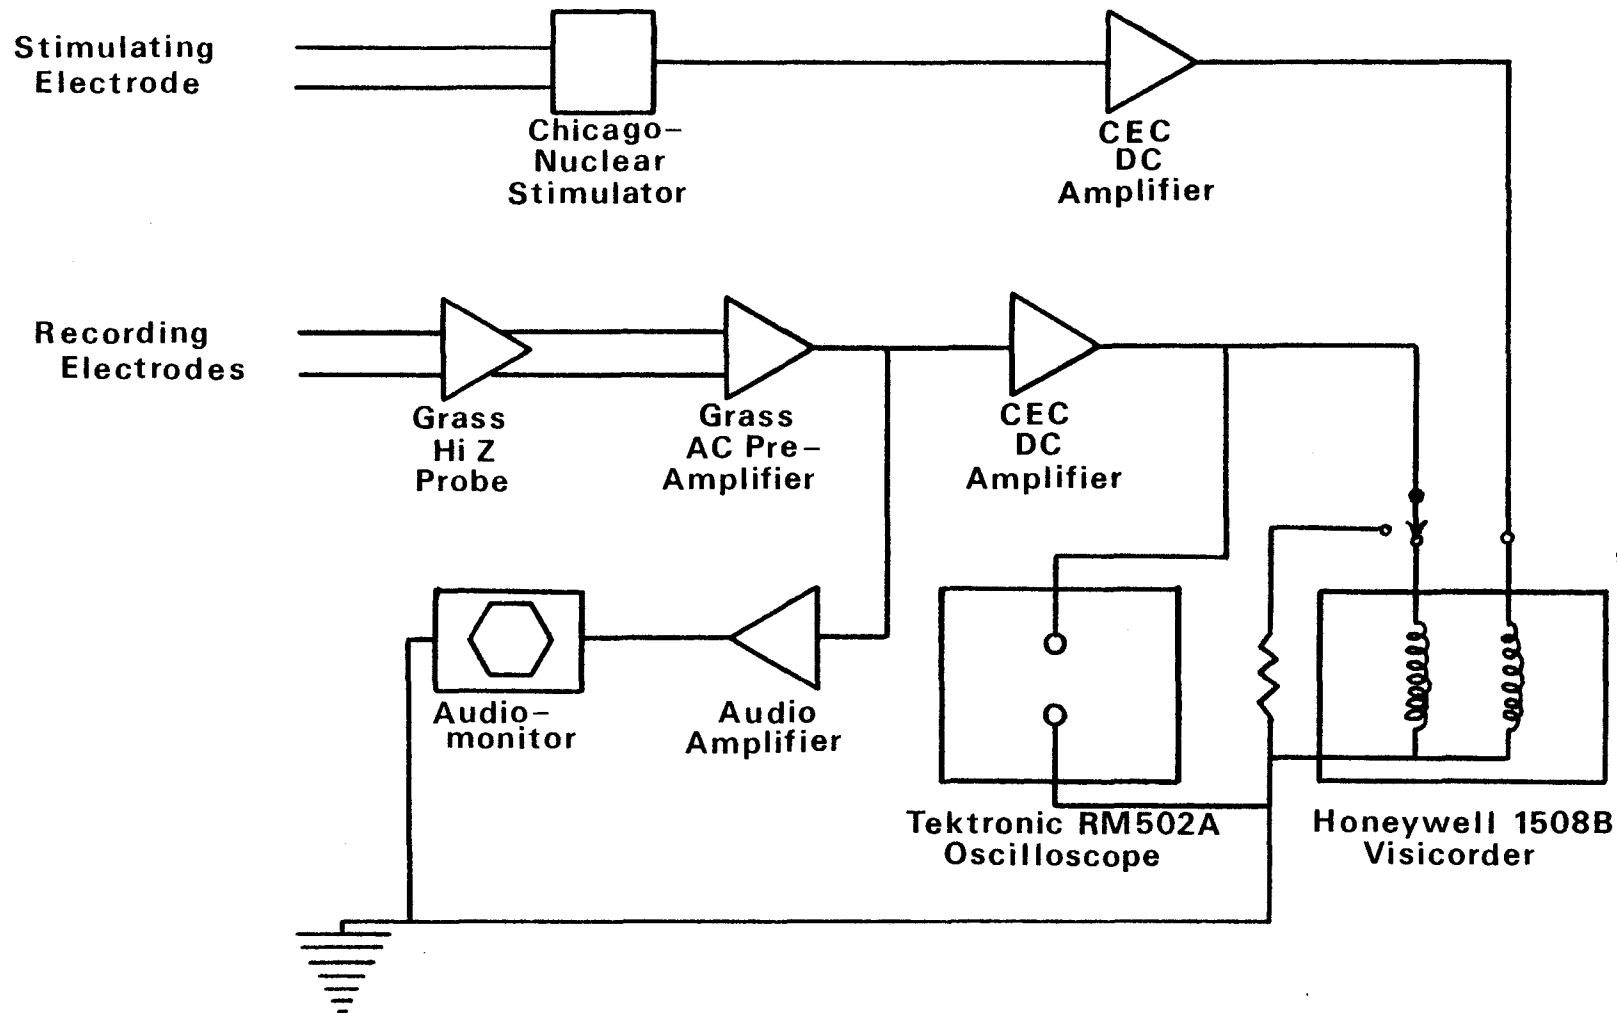 Stimulating
Electrode
Chicago-
Nuclear
Stimulator
CEC
DC
Amplifier
Recording
Electrodes
Grass
Hi Z
Probe
Grass
AC Pre-
Amplifier
CEC
DC
Amplifier
Audio-
monitor
Audio
Amplifier
Tektronic RM502A
Oscilloscope
Honeywell 1508B
Visicorder